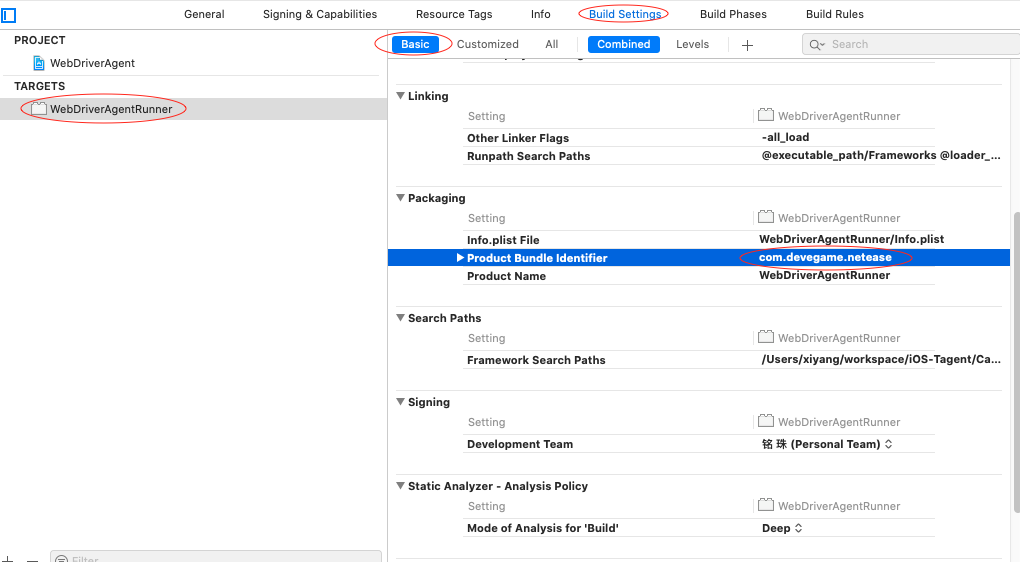 General Signing & Capabilities Resource Tags Info Build Settings Build Phases Build Rules
PROJECT
WebDriverAgent
TARGETS
WebDriverAgentRunner
Basic Customized All Combined Levels + Search
Linking
Setting WebDriverAgentRunner
Other Linker Flags -all_load
Runpath Search Paths @executable_path/Frameworks @loader_...
Packaging
Setting WebDriverAgentRunner
Info.plist File WebDriverAgentRunner/Info.plist
Product Bundle Identifier com.devegame.netease
Product Name WebDriverAgentRunner
Search Paths
Setting WebDriverAgentRunner
Framework Search Paths /Users/xiyang/workspace/iOS-Tagent/Ca...
Signing
Setting WebDriverAgentRunner
Development Team 铭 珠 (Personal Team)
Static Analyzer - Analysis Policy
Setting WebDriverAgentRunner
Mode of Analysis for 'Build' Deep
Filter